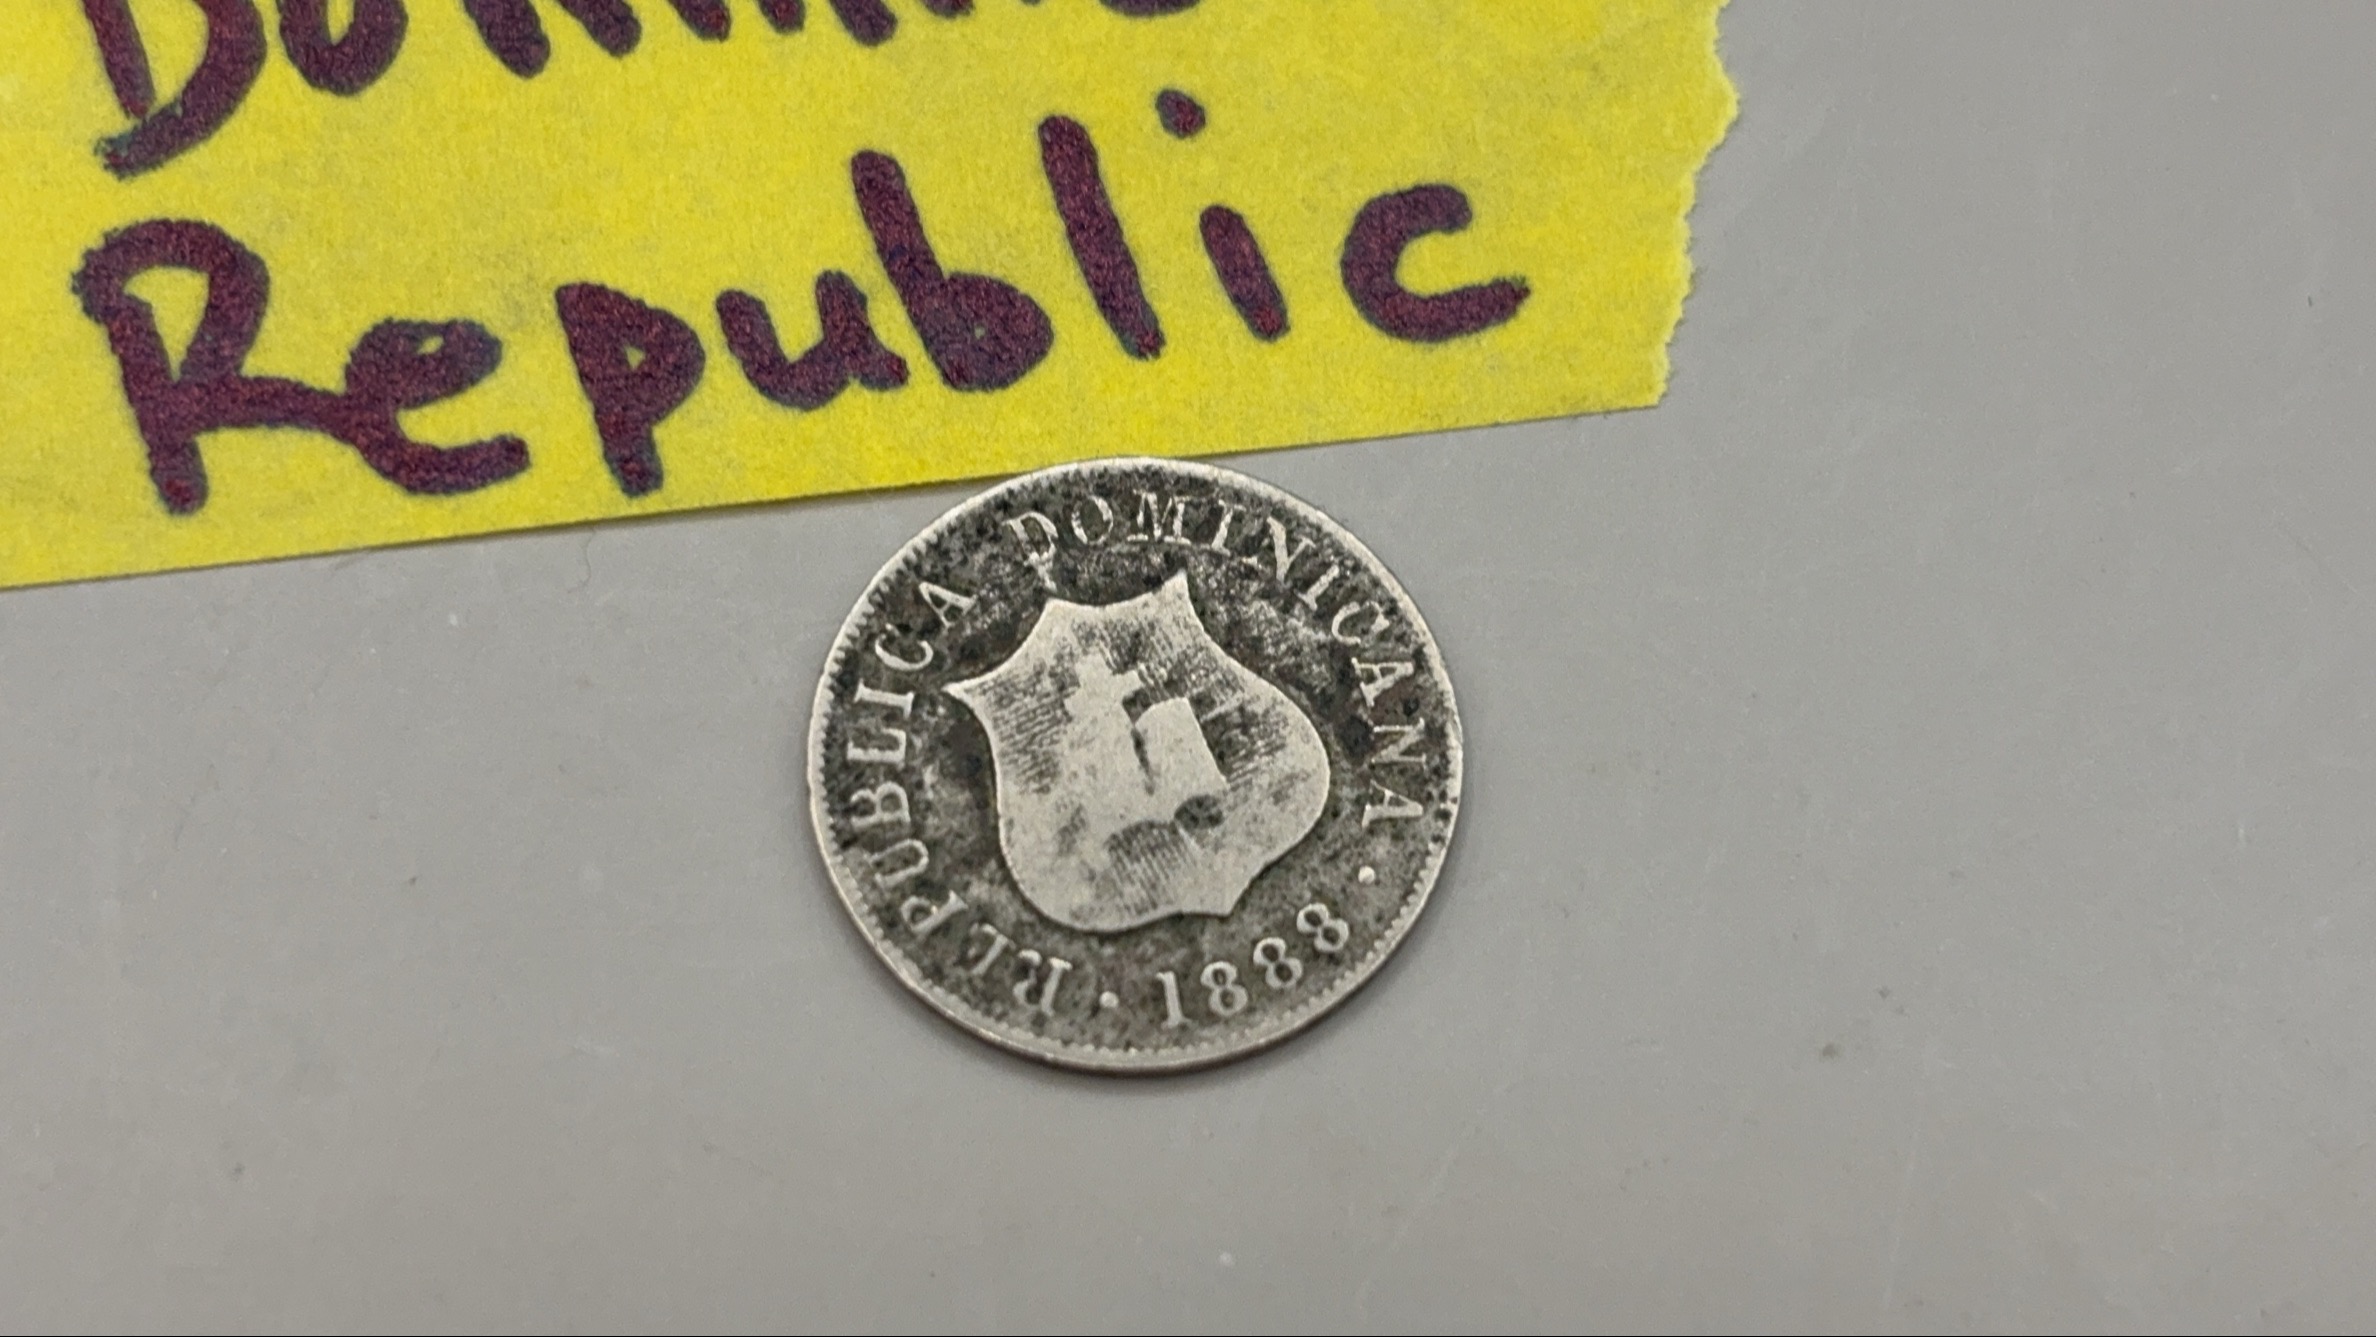 Republic
REPUBLICA DOMINICANA · 1888 ·